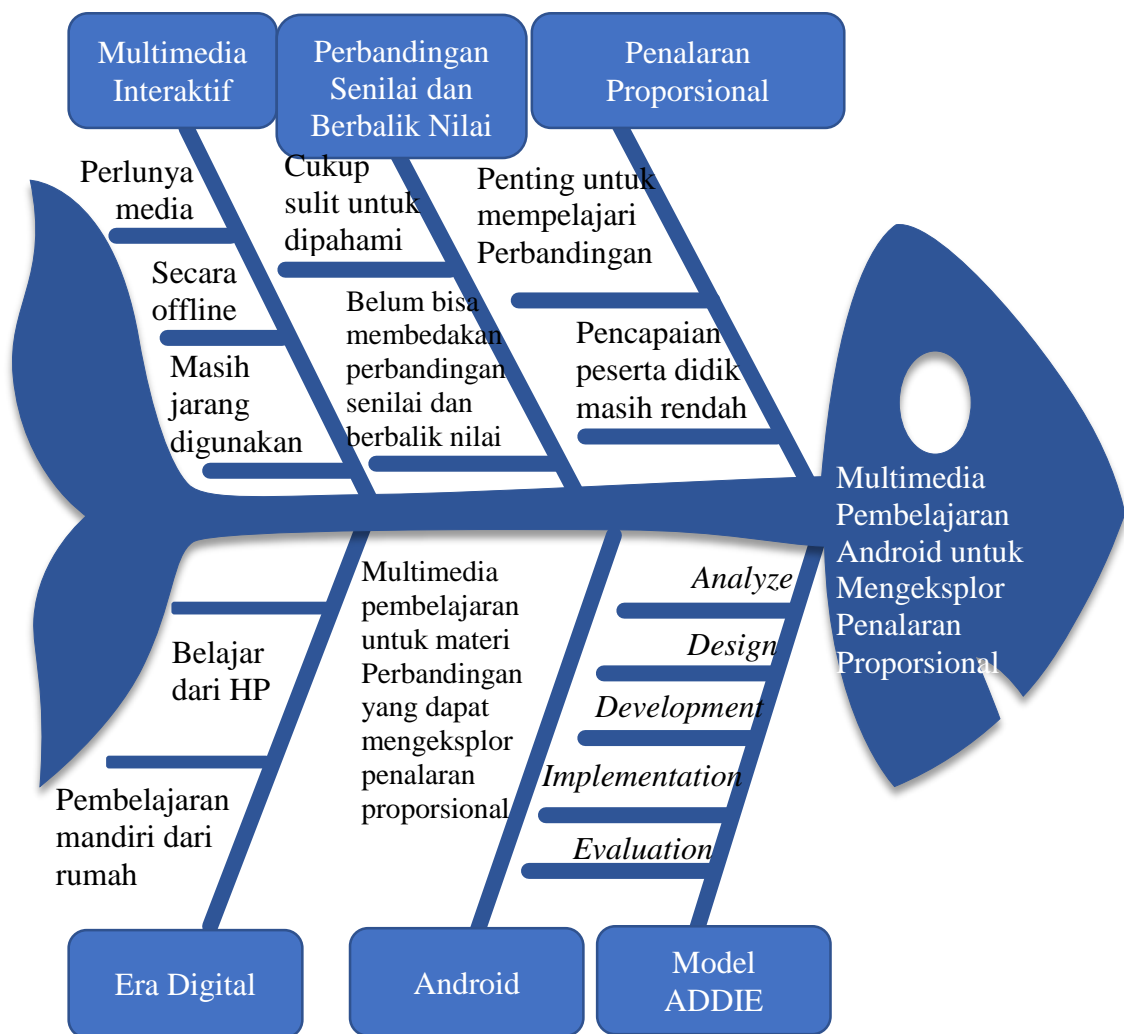 Multimedia
Interaktif
Perbandingan
Senilai dan
Berbalik Nilai
Penalaran
Proporsional
Perlunya
media
Secara
offline
Masih
jarang
digunakan
Cukup
sulit untuk
dipahami
Belum bisa
membedakan
perbandingan
senilai dan
berbalik nilai
Penting untuk
mempelajari
Perbandingan
Pencapaian
peserta didik
masih rendah
Multimedia
Pembelajaran
Android untuk
Mengeksplor
Penalaran
Proporsional
Belajar
dari HP
Pembelajaran
mandiri dari
rumah
Multimedia
pembelajaran
untuk materi
Perbandingan
yang dapat
mengeksplor
penalaran
proporsional
Analyze
Design
Development
Implementation
Evaluation
Era Digital
Android
Model
ADDIE